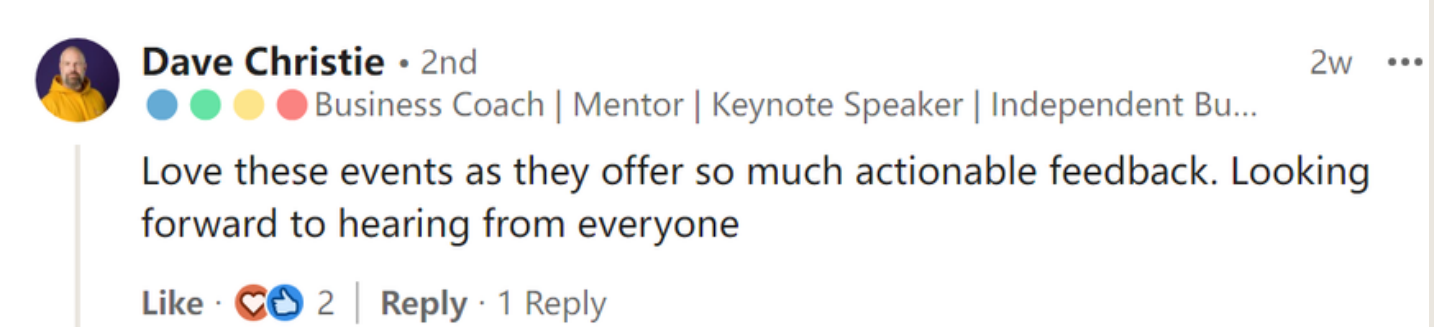 Dave Christie • 2nd
2w
Business Coach | Mentor | Keynote Speaker | Independent Bu...
Love these events as they offer so much actionable feedback. Looking
forward to hearing from everyone
Like · 2 | Reply · 1 Reply